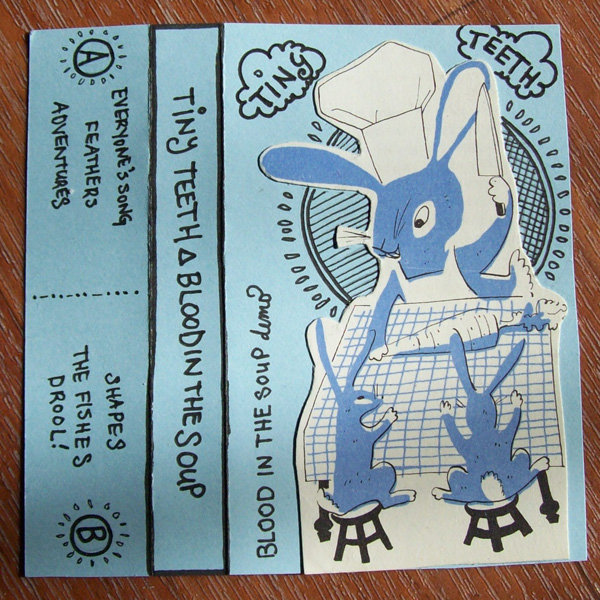 TINY
TEETH
BLOOD IN THE SOUP demo
TINY TEETH Δ BLOOD IN THE SOUP
A
EVERYONE'S SONG
FEATHERS
ADVENTURES
SHAPES
THE FISHES
DROOL!
B